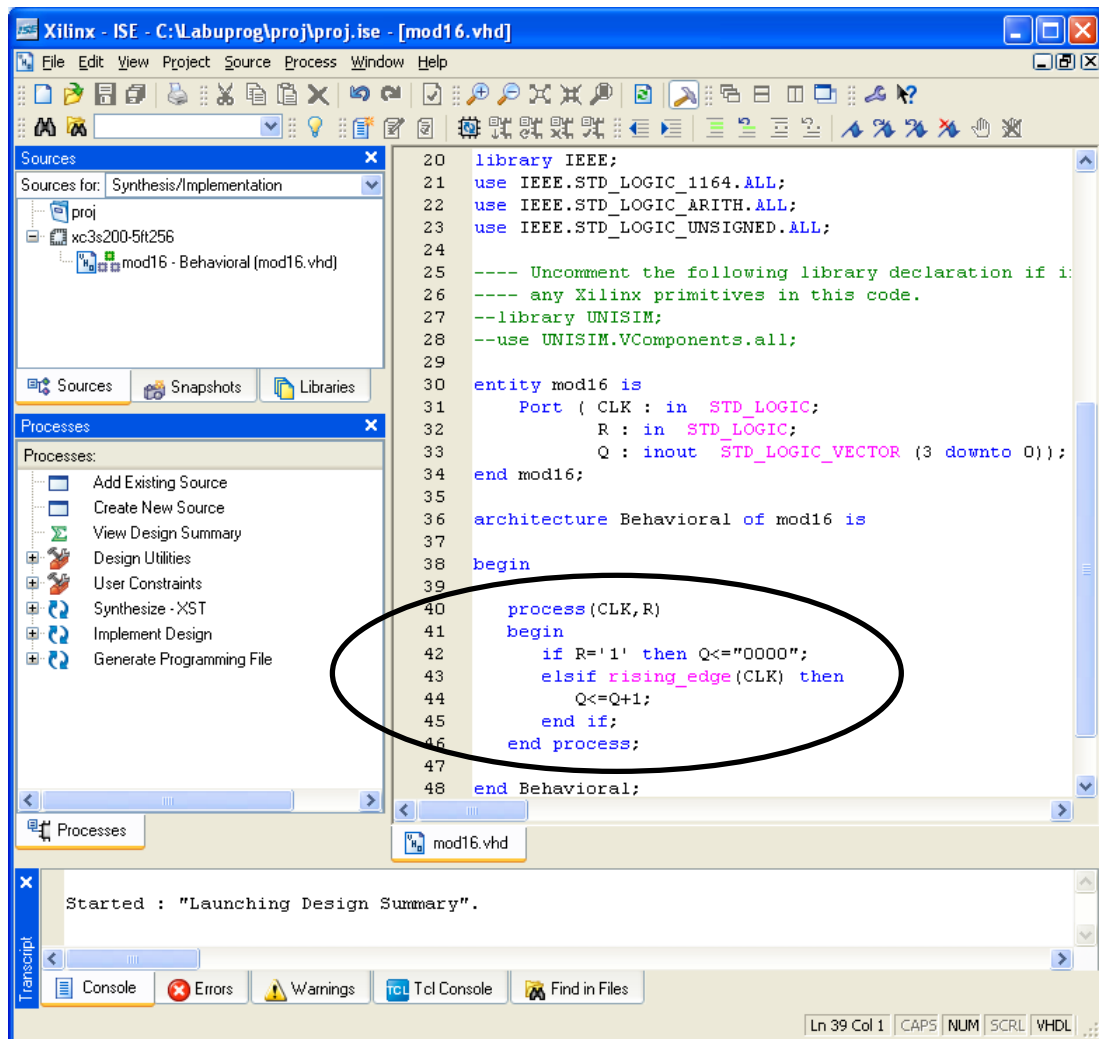 Xilinx - ISE - C:\Labuprog\proj\proj.ise - [mod16.vhd]
File Edit View Project Source Process Window Help
Sources
Sources for: Synthesis/Implementation
proj
xc3s200-5ft256
mod16 - Behavioral (mod16.vhd)
Sources Snapshots Libraries
Processes
Processes:
Add Existing Source
Create New Source
View Design Summary
Design Utilities
User Constraints
Synthesize - XST
Implement Design
Generate Programming File
Processes
20 library IEEE;
21 use IEEE.STD_LOGIC_1164.ALL;
22 use IEEE.STD_LOGIC_ARITH.ALL;
23 use IEEE.STD_LOGIC_UNSIGNED.ALL;
24
25 ---- Uncomment the following library declaration if i
26 ---- any Xilinx primitives in this code.
27 --library UNISIM;
28 --use UNISIM.VComponents.all;
29
30 entity mod16 is
31 Port ( CLK : in STD_LOGIC;
32 R : in STD_LOGIC;
33 Q : inout STD_LOGIC_VECTOR (3 downto 0));
34 end mod16;
35
36 architecture Behavioral of mod16 is
37
38 begin
39
40 process(CLK,R)
41 begin
42 if R='1' then Q<="0000";
43 elsif rising_edge(CLK) then
44 Q<=Q+1;
45 end if;
46 end process;
47
48 end Behavioral;
mod16.vhd
Transcript
Started : "Launching Design Summary".
Console Errors Warnings Tcl Console Find in Files
Ln 39 Col 1 CAPS NUM SCRL VHDL